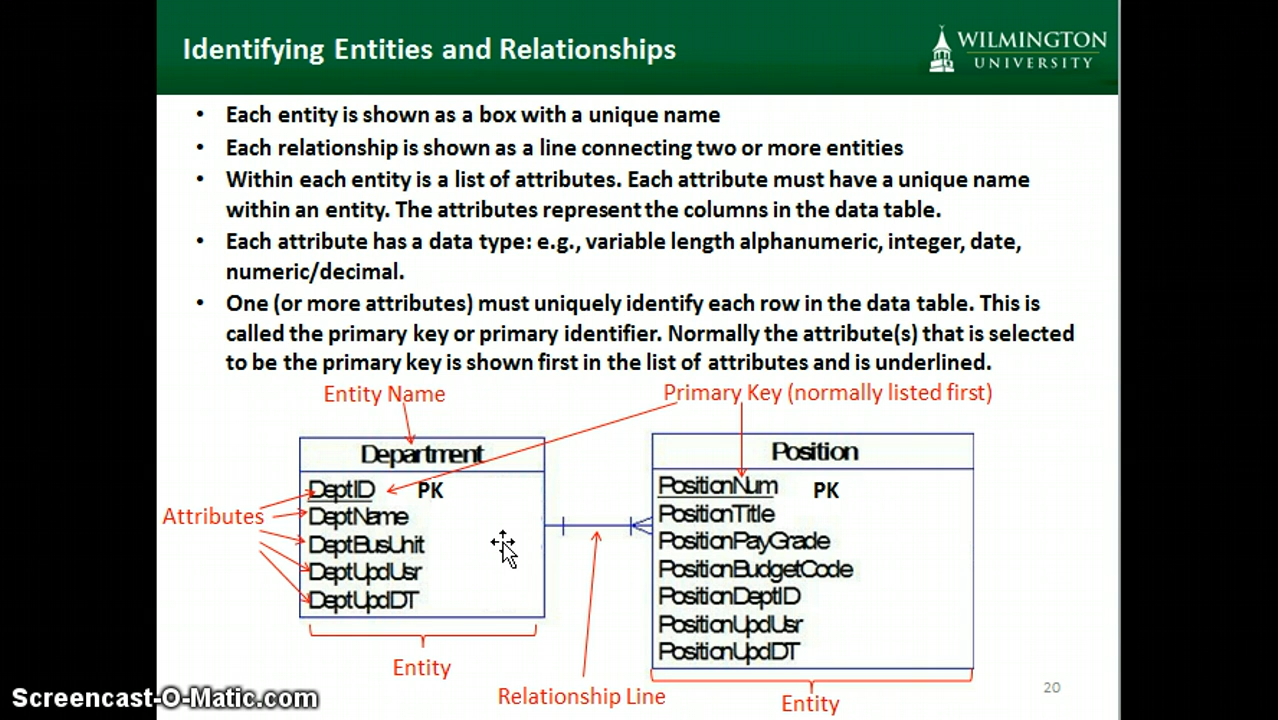 Identifying Entities and Relationships
WILMINGTON
UNIVERSITY
• Each entity is shown as a box with a unique name
• Each relationship is shown as a line connecting two or more entities
• Within each entity is a list of attributes. Each attribute must have a unique name
within an entity. The attributes represent the columns in the data table.
• Each attribute has a data type: e.g., variable length alphanumeric, integer, date,
numeric/decimal.
• One (or more attributes) must uniquely identify each row in the data table. This is
called the primary key or primary identifier. Normally the attribute(s) that is selected
to be the primary key is shown first in the list of attributes and is underlined.
Entity Name
Primary Key (normally listed first)
Department
DeptID PK
DeptName
DeptBusUnit
DeptUpdUsr
DeptUpdDT
Attributes
Entity
Relationship Line
Position
PositionNum PK
PositionTitle
PositionPayGrade
PositionBudgetCode
PositionDeptID
PositionUpdUsr
PositionUpdDT
Entity
20
Screencast-O-Matic.com